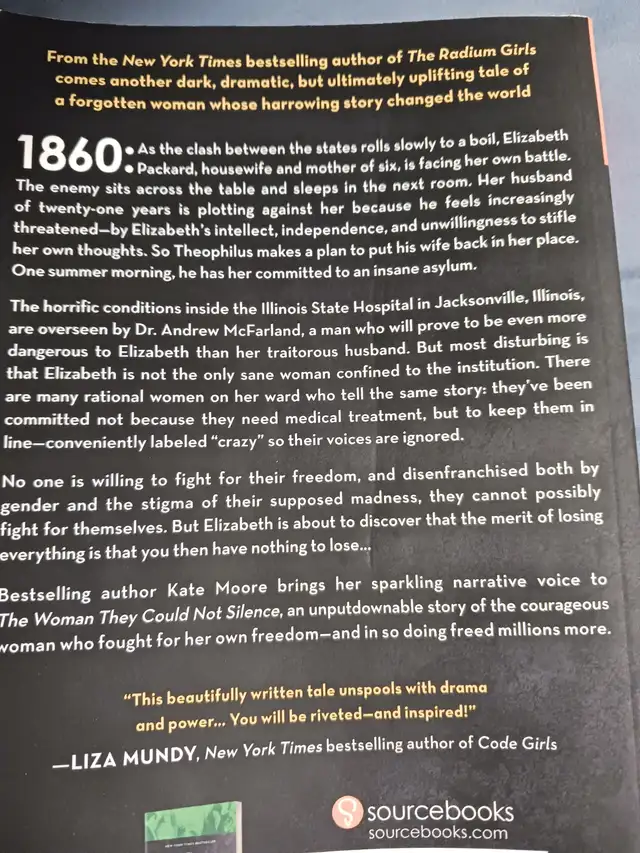 From the New York Times bestselling author of The Radium Girls
comes another dark, dramatic, but ultimately uplifting tale of
a forgotten woman whose harrowing story changed the world
1860: As the clash between the states rolls slowly to a boil, Elizabeth
Packard, housewife and mother of six, is facing her own battle.
The enemy sits across the table and sleeps in the next room. Her husband
of twenty-one years is plotting against her because he feels increasingly
threatened—by Elizabeth's intellect, independence, and unwillingness to stifle
her own thoughts. So Theophilus makes a plan to put his wife back in her place.
One summer morning, he has her committed to an insane asylum.
The horrific conditions inside the Illinois State Hospital in Jacksonville, Illinois,
are overseen by Dr. Andrew McFarland, a man who will prove to be even more
dangerous to Elizabeth than her traitorous husband. But most disturbing is
that Elizabeth is not the only sane woman confined to the institution. There
are many rational women on her ward who tell the same story: they've been
committed not because they need medical treatment, but to keep them in
line—conveniently labeled "crazy" so their voices are ignored.
No one is willing to fight for their freedom, and disenfranchised both by
gender and the stigma of their supposed madness, they cannot possibly
fight for themselves. But Elizabeth is about to discover that the merit of losing
everything is that you then have nothing to lose...
Bestselling author Kate Moore brings her sparkling narrative voice to
The Woman They Could Not Silence, an unputdownable story of the courageous
woman who fought for her own freedom—and in so doing freed millions more.
"This beautifully written tale unspools with drama
and power... You will be riveted—and inspired!"
—LIZA MUNDY, New York Times bestselling author of Code Girls
sourcebooks
sourcebooks.com